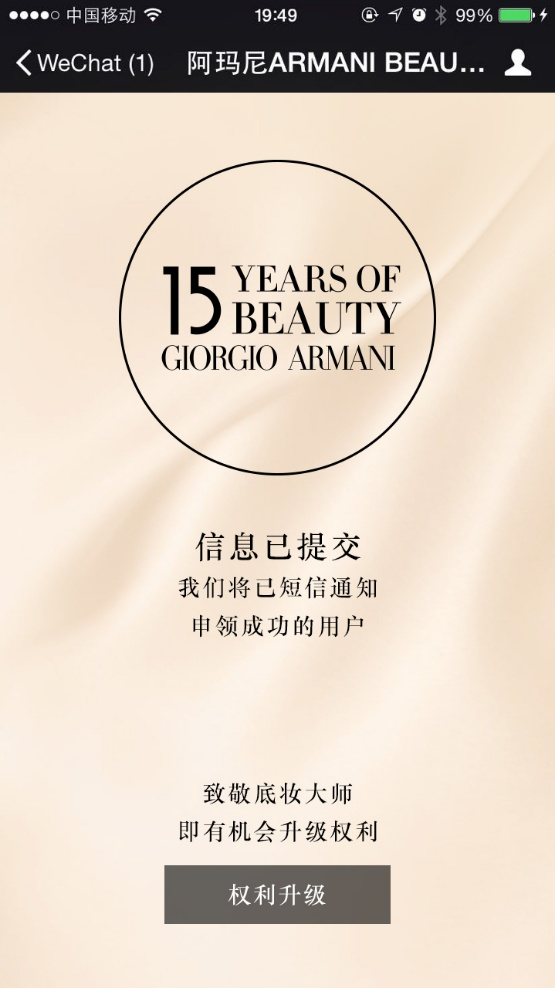 中国移动 19:49 99%
WeChat (1) 阿玛尼ARMANI BEAU...
15 YEARS OF
BEAUTY
GIORGIO ARMANI
信息已提交
我们将已短信通知
申领成功的用户
致敬底妆大师
即有机会升级权利
权利升级